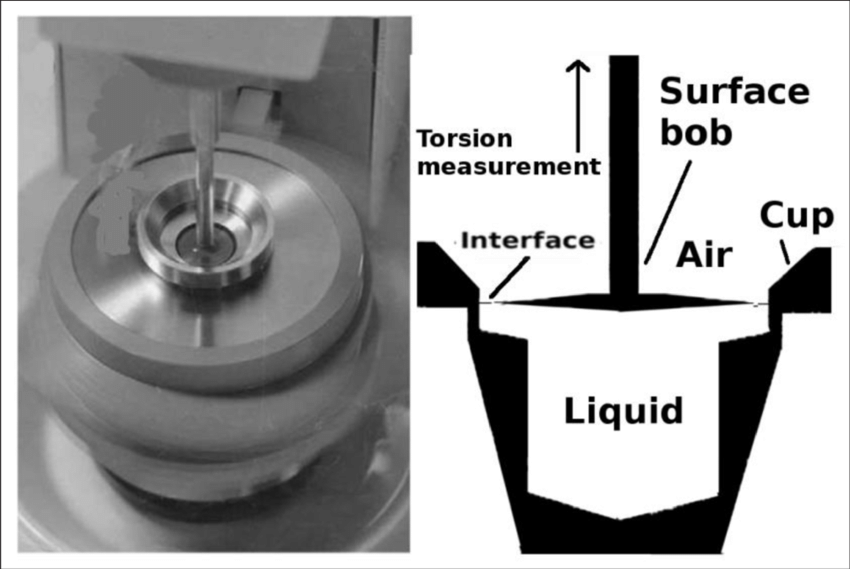 Torsion
measurement
Surface
bob
Cup
Interface
Air
Liquid